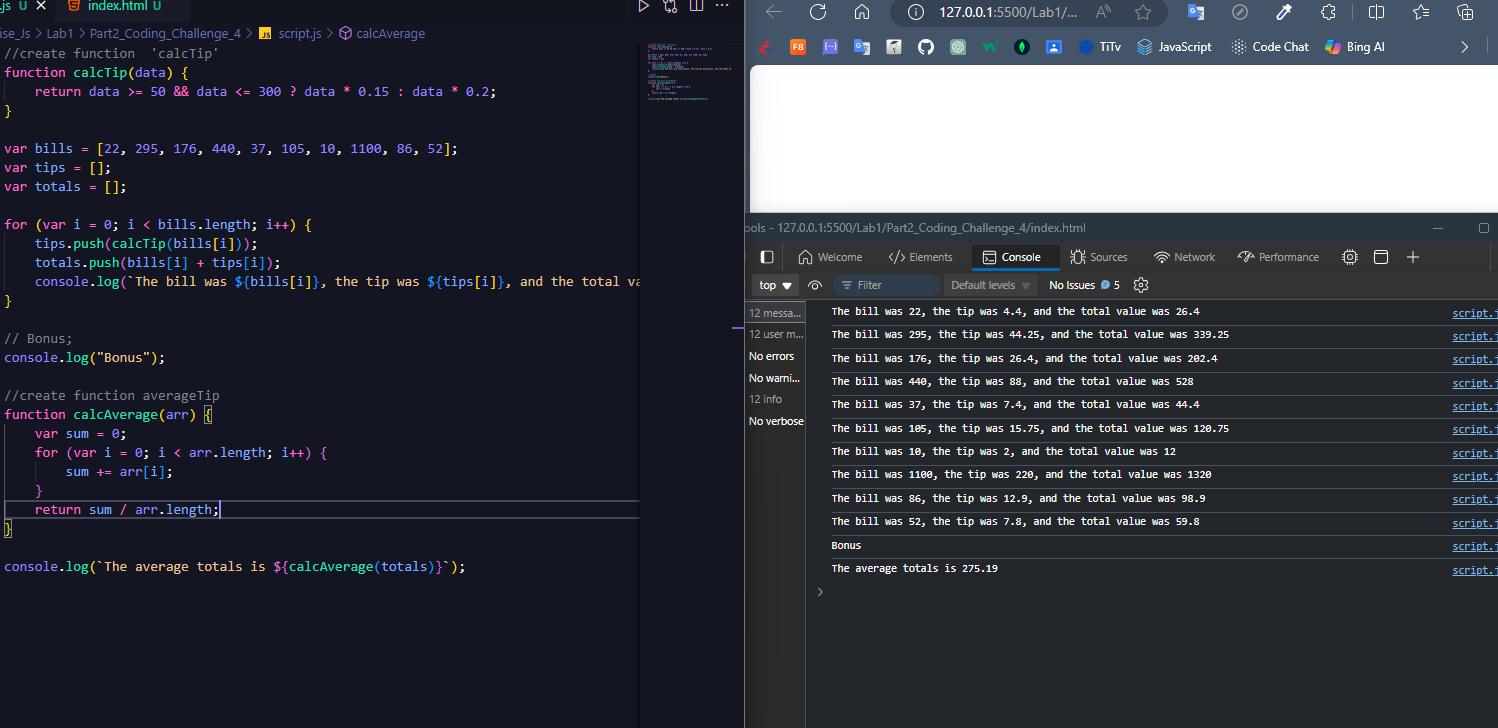 .js U
index.html U
ise_Js > Lab1 > Part2_Coding_Challenge_4 > JS script.js > calcAverage
//create function  'calcTip'
function calcTip(data) {
    return data >= 50 && data <= 300 ? data * 0.15 : data * 0.2;
}
var bills = [22, 295, 176, 440, 37, 105, 10, 1100, 86, 52];
var tips = [];
var totals = [];
for (var i = 0; i < bills.length; i++) {
    tips.push(calcTip(bills[i]));
    totals.push(bills[i] + tips[i]);
    console.log(`The bill was ${bills[i]}, the tip was ${tips[i]}, and the total va
}
// Bonus;
console.log("Bonus");
//create function averageTip
function calcAverage(arr) {
    var sum = 0;
    for (var i = 0; i < arr.length; i++) {
        sum += arr[i];
    }
    return sum / arr.length;
}
console.log(`The average totals is ${calcAverage(totals)}`);
127.0.0.1:5500/Lab1/...
F8
TiTv
JavaScript
Code Chat
Bing AI
ools - 127.0.0.1:5500/Lab1/Part2_Coding_Challenge_4/index.html
Welcome
Elements
Console
Sources
Network
Performance
top
Filter
Default levels
No Issues
5
12 messa...
12 user m...
No errors
No warni...
12 info
No verbose
The bill was 22, the tip was 4.4, and the total value was 26.4 script.j
The bill was 295, the tip was 44.25, and the total value was 339.25 script.j
The bill was 176, the tip was 26.4, and the total value was 202.4 script.j
The bill was 440, the tip was 88, and the total value was 528 script.j
The bill was 37, the tip was 7.4, and the total value was 44.4 script.j
The bill was 105, the tip was 15.75, and the total value was 120.75 script.j
The bill was 10, the tip was 2, and the total value was 12 script.j
The bill was 1100, the tip was 220, and the total value was 1320 script.j
The bill was 86, the tip was 12.9, and the total value was 98.9 script.j
The bill was 52, the tip was 7.8, and the total value was 59.8 script.j
Bonus script.j
The average totals is 275.19 script.j